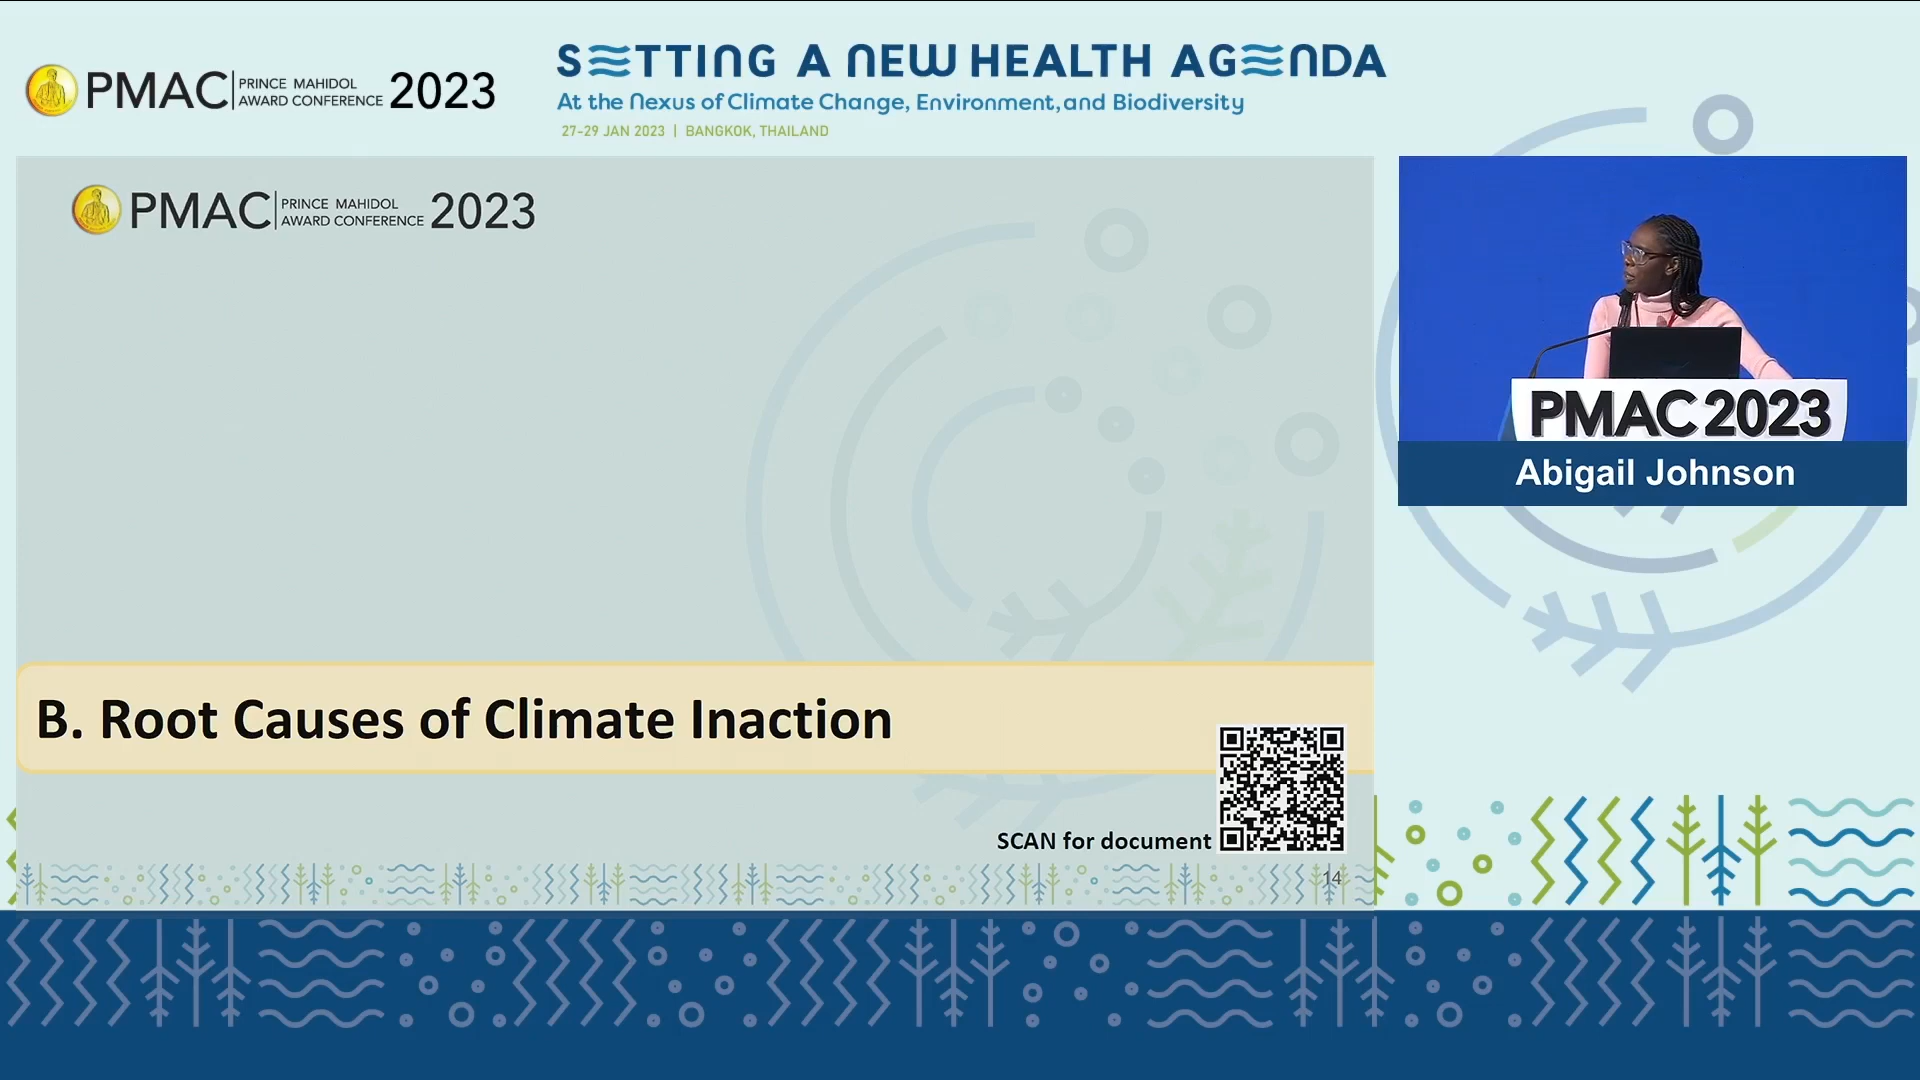 PMAC PRINCE MAHIDOL AWARD CONFERENCE 2023
SETTING A NEW HEALTH AGENDA
At the Nexus of Climate Change, Environment, and Biodiversity
27-29 JAN 2023 | BANGKOK, THAILAND
PMAC PRINCE MAHIDOL AWARD CONFERENCE 2023
PMAC 2023
Abigail Johnson
B. Root Causes of Climate Inaction
SCAN for document
14